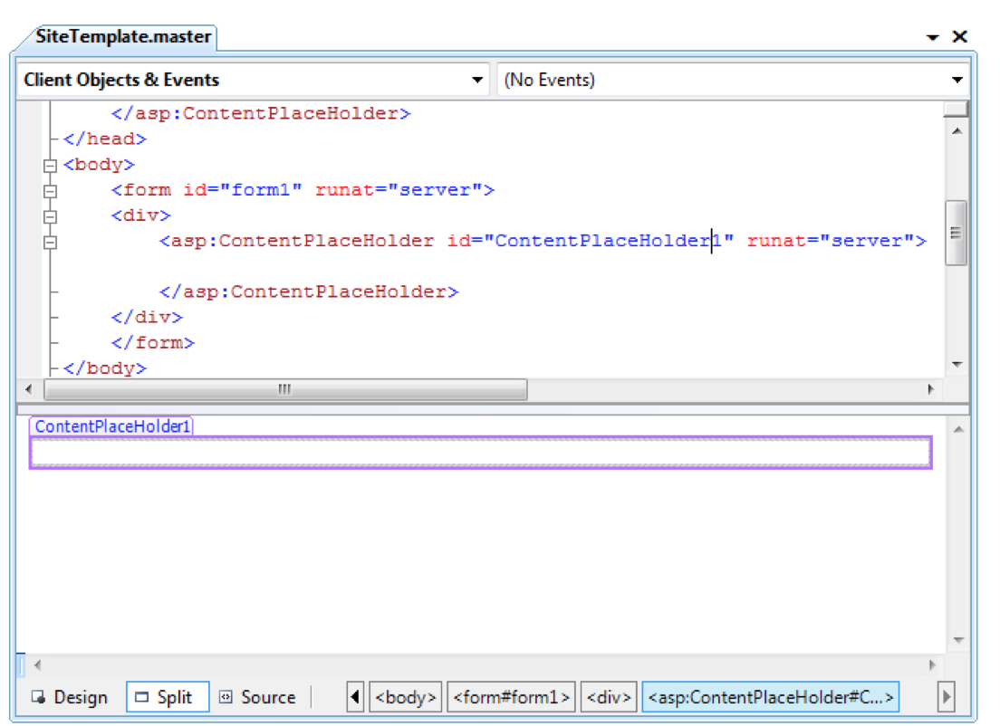 SiteTemplate.master
Client Objects & Events (No Events)
</asp:ContentPlaceHolder>
</head>
<body>
<form id="form1" runat="server">
<div>
<asp:ContentPlaceHolder id="ContentPlaceHolder1" runat="server">
</asp:ContentPlaceHolder>
</div>
</form>
</body>
ContentPlaceHolder1
Design Split Source <body> <form#form1> <div> <asp:ContentPlaceHolder#C...>